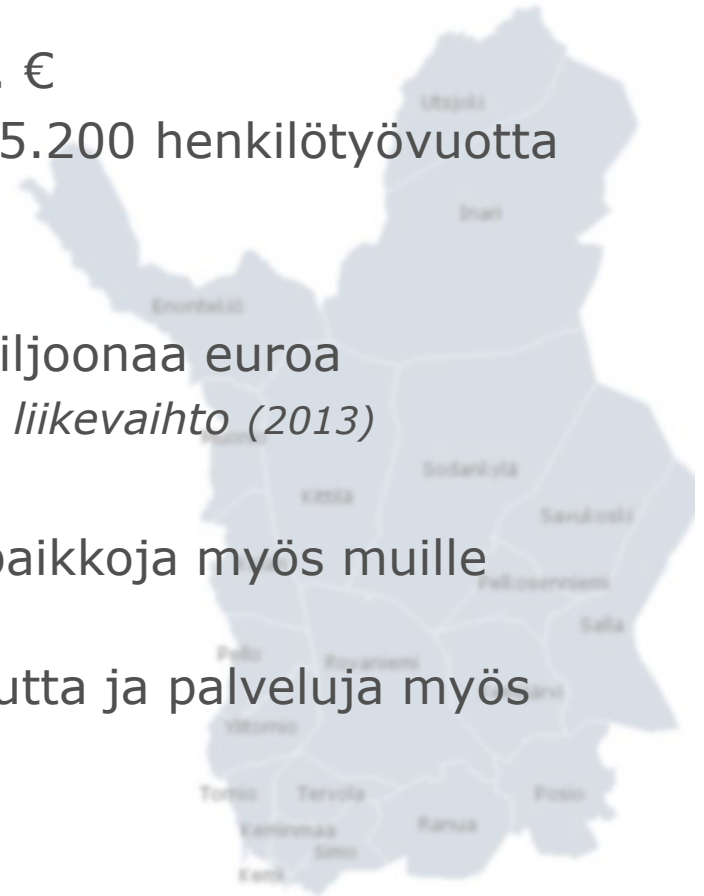 . €
5.200 henkilötyövuotta
Utsjoki
Inari
Enontekiö
iljoonaa euroa
liikevaihto (2013)
Sodankylä
Kittilä
Savukoski
paikkoja myös muille
Pelkosenniemi
Salla
Pello
Rovaniemi
utta ja palveluja myös
Ylitornio
Tornio
Tervola
Posio
Keminmaa
Ranua
Simo
Kemi